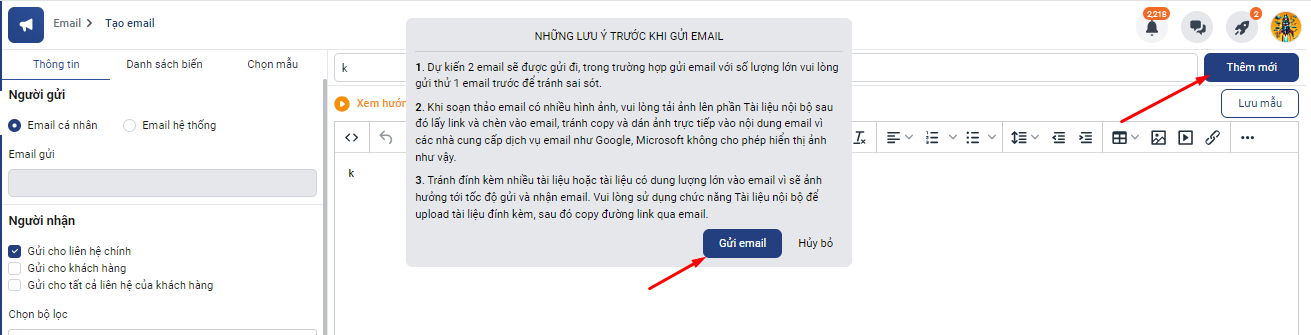 Email > Tạo email
2,218
2
Thông tin
Danh sách biến
Chọn mẫu
Người gửi
Email cá nhân
Email hệ thống
Email gửi
Người nhận
Gửi cho liên hệ chính
Gửi cho khách hàng
Gửi cho tất cả liên hệ của khách hàng
Chọn bộ lọc
k
Thêm mới
Xem hướ
Lưu mẫu
k
NHỮNG LƯU Ý TRƯỚC KHI GỬI EMAIL
1. Dự kiến 2 email sẽ được gửi đi, trong trường hợp gửi email với số lượng lớn vui lòng
gửi thử 1 email trước để tránh sai sót.
2. Khi soạn thảo email có nhiều hình ảnh, vui lòng tải ảnh lên phần Tài liệu nội bộ sau
đó lấy link và chèn vào email, tránh copy và dán ảnh trực tiếp vào nội dung email vì
các nhà cung cấp dịch vụ email như Google, Microsoft không cho phép hiển thị ảnh
như vậy.
3. Tránh đính kèm nhiều tài liệu hoặc tài liệu có dung lượng lớn vào email vì sẽ ảnh
hưởng tới tốc độ gửi và nhận email. Vui lòng sử dụng chức năng Tài liệu nội bộ để
upload tài liệu đính kèm, sau đó copy đường link qua email.
Gửi email
Hủy bỏ